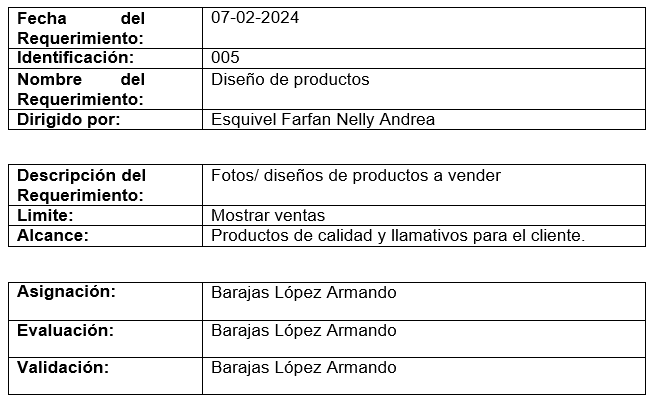 Fecha del 07-02-2024
Requerimiento:
Identificación: 005
Nombre del Diseño de productos
Requerimiento:
Dirigido por: Esquivel Farfan Nelly Andrea
Descripción del Fotos/ diseños de productos a vender
Requerimiento:
Limite: Mostrar ventas
Alcance: Productos de calidad y llamativos para el cliente.
Asignación: Barajas López Armando
Evaluación: Barajas López Armando
Validación: Barajas López Armando